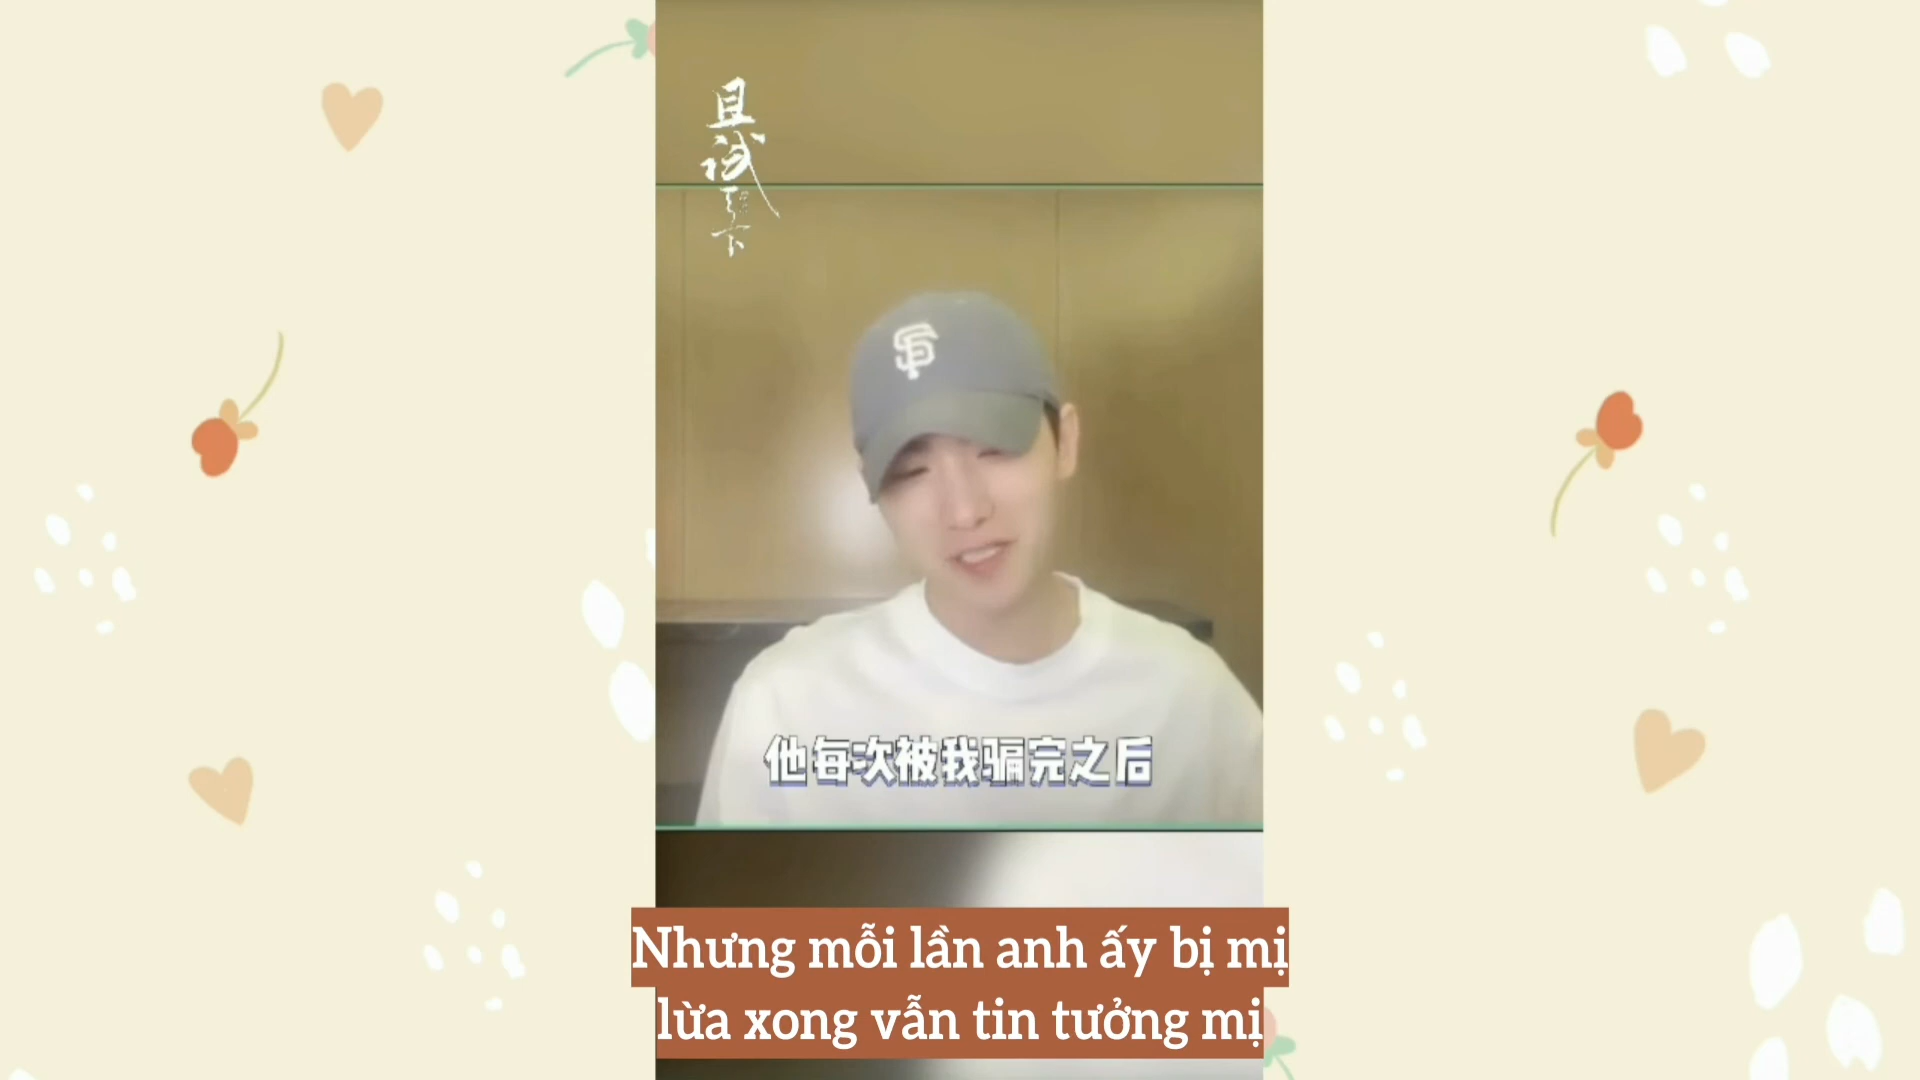 且试天下
SF
他每次被我骗完之后
Nhưng mỗi lần anh ấy bị mị
lừa xong vẫn tin tưởng mị